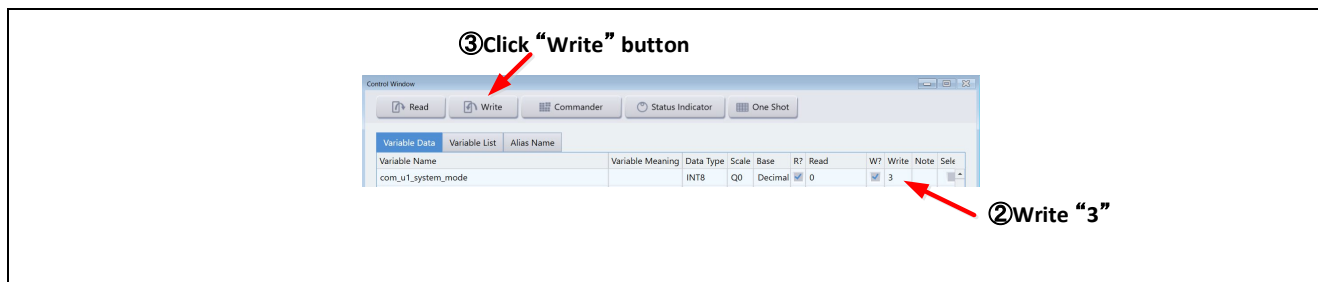 ③Click “Write” button
Control Window
Read Write Commander Status Indicator One Shot
Variable Data Variable List Alias Name
Variable Name Variable Meaning Data Type Scale Base R? Read W? Write Note Sele
com_u1_system_mode INT8 Q0 Decimal 0 3
②Write “3”